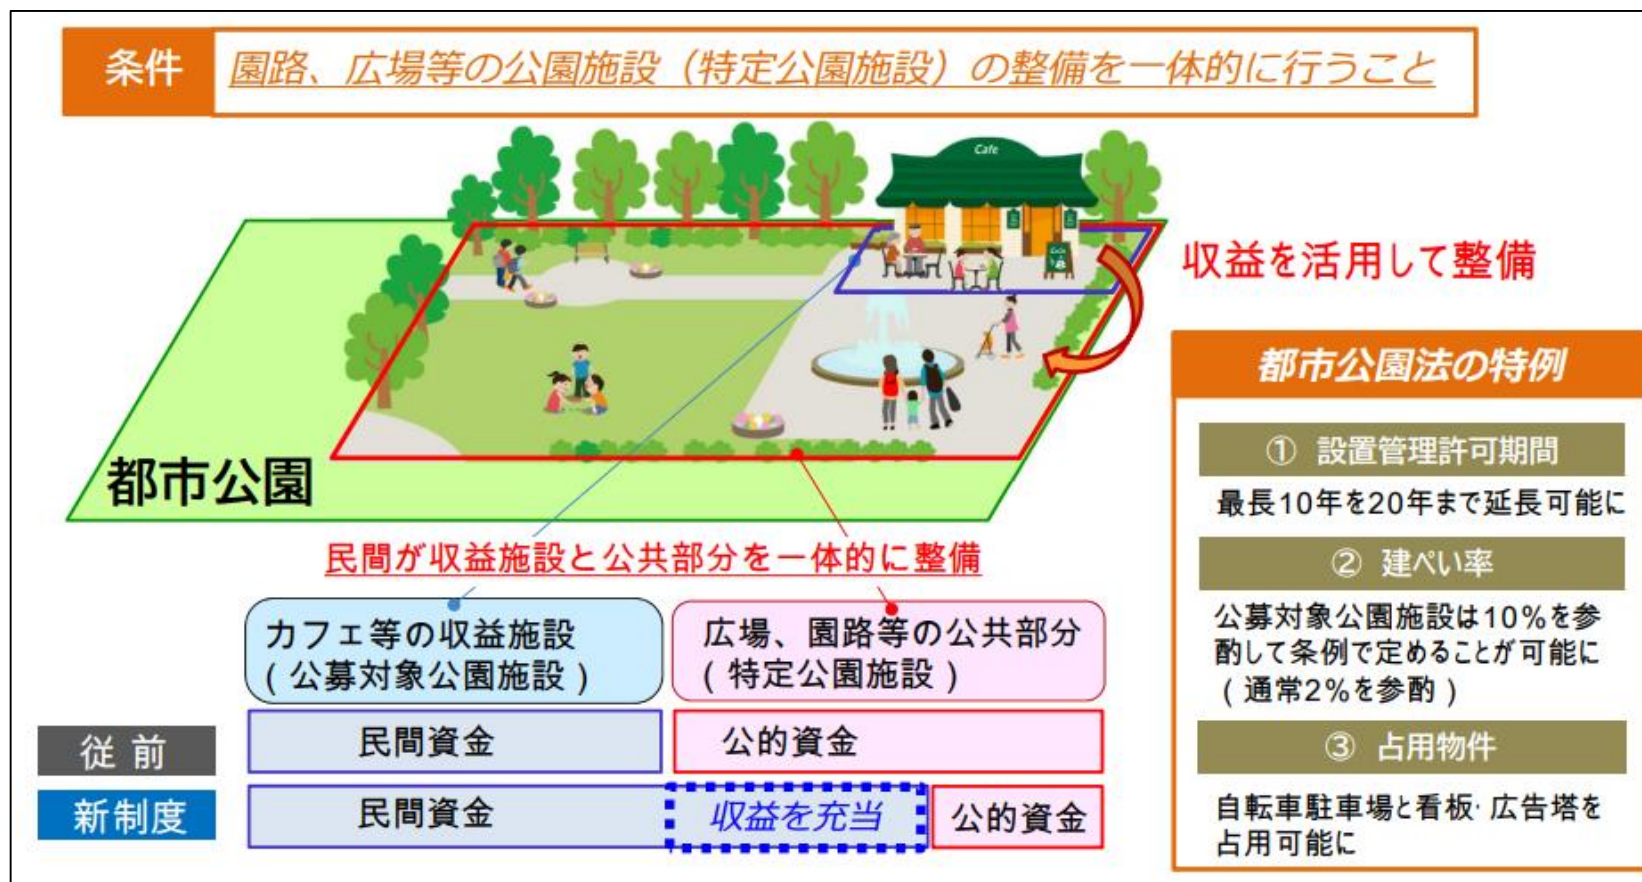 条件
園路、広場等の公園施設（特定公園施設）の整備を一体的に行うこと
Cafe
Cafe
収益を活用して整備
都市公園
民間が収益施設と公共部分を一体的に整備
カフェ等の収益施設
(公募対象公園施設)
広場、園路等の公共部分
(特定公園施設)
従前
民間資金
公的資金
新制度
民間資金
収益を充当
公的資金
都市公園法の特例
① 設置管理許可期間
最長10年を20年まで延長可能に
② 建ぺい率
公募対象公園施設は10%を参
酌して条例で定めることが可能に
(通常2%を参酌)
③ 占用物件
自転車駐車場と看板・広告塔を
占用可能に